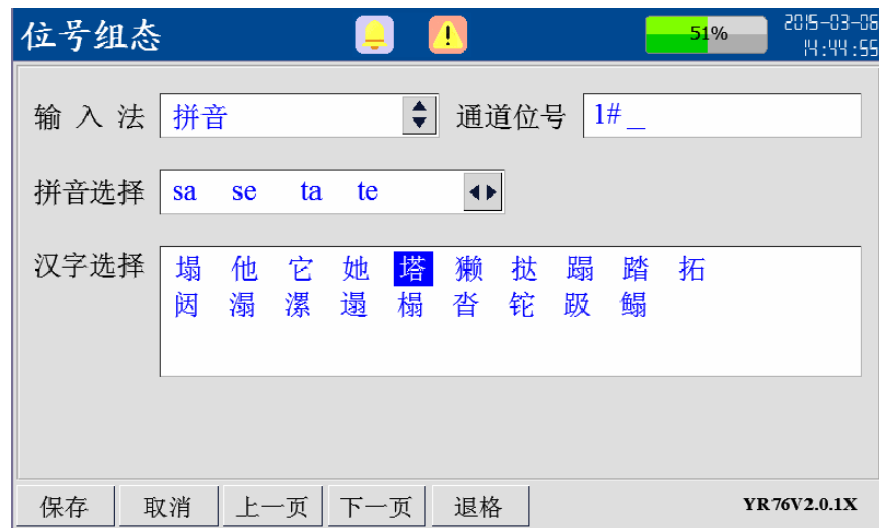 位号组态
51%
2015-03-06
14:44:55
输 入 法 拼音 通道位号 1#_
拼音选择 sa se ta te
汉字选择 塌 他 它 她 塔 獭 挞 蹋 踏 拓
闼 溻 漯 遢 榻 沓 铊 趿 鳎
保存 取消 上一页 下一页 退格 YR76V2.0.1X